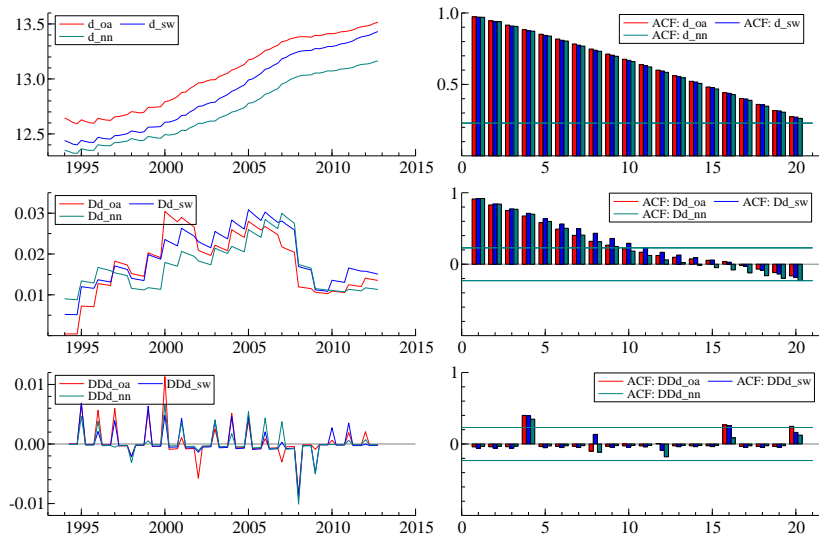 d_oa d_sw
d_nn
13.5
13.0
12.5
1995 2000 2005 2010 2015
ACF: d_oa ACF: d_sw
ACF: d_nn
1.0
0.5
0 5 10 15 20
Dd_oa Dd_sw
Dd_nn
0.03
0.02
0.01
1995 2000 2005 2010 2015
ACF: Dd_oa ACF: Dd_sw
ACF: Dd_nn
1
0
0 5 10 15 20
DDd_oa DDd_sw
DDd_nn
0.01
0.00
-0.01
1995 2000 2005 2010 2015
ACF: DDd_oa ACF: DDd_sw
ACF: DDd_nn
1
0
0 5 10 15 20